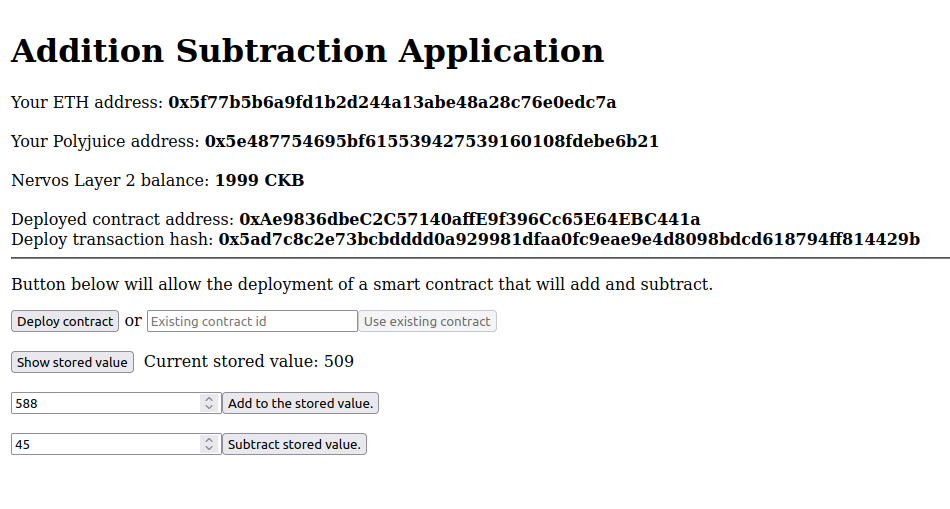 Addition Subtraction Application
Your ETH address: 0x5f77b5b6a9fd1b2d244a13abe48a28c76e0edc7a
Your Polyjuice address: 0x5e487754695bf615539427539160108fdebe6b21
Nervos Layer 2 balance: 1999 CKB
Deployed contract address: 0xAe9836dbeC2C57140affE9f396Cc65E64EBC441a
Deploy transaction hash: 0x5ad7c8c2e73bcbdddd0a929981dfaa0fc9eae9e4d8098bdcd618794ff814429b
Button below will allow the deployment of a smart contract that will add and subtract.
Deploy contract or Existing contract id Use existing contract
Show stored value Current stored value: 509
588 Add to the stored value.
45 Subtract stored value.